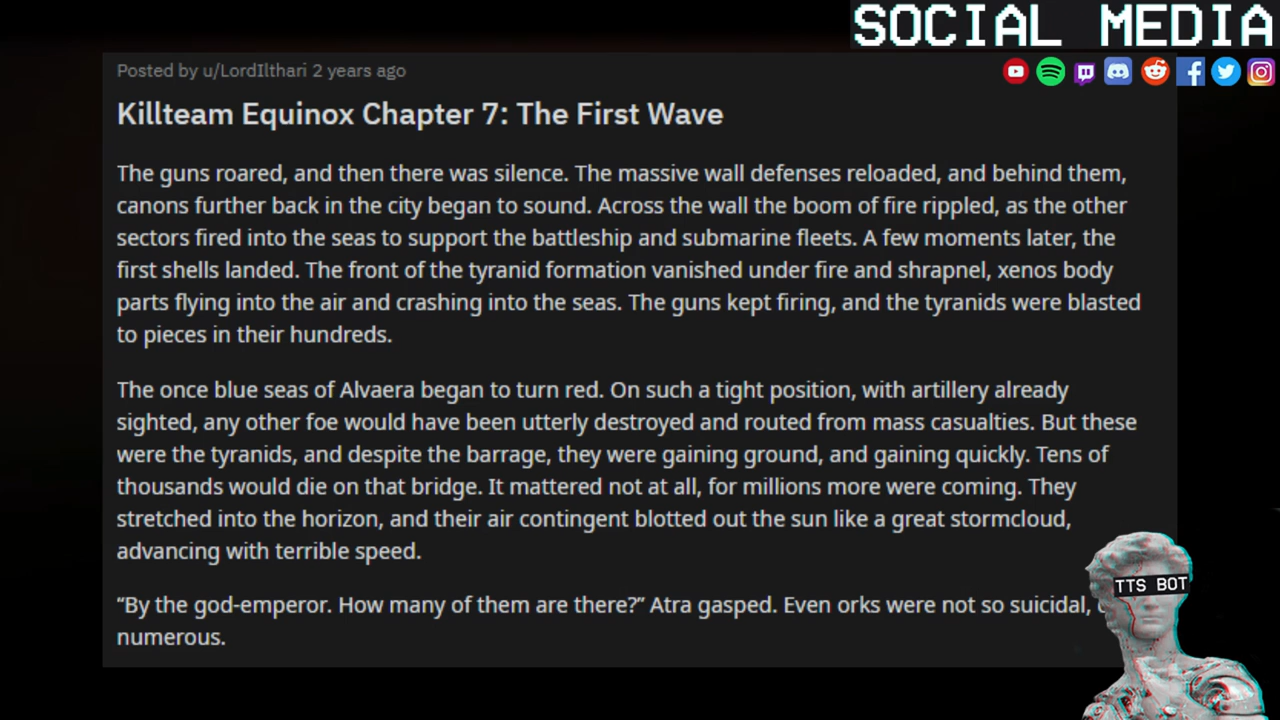 SOCIAL MEDIA
Posted by u/LordIlthari 2 years ago
Killteam Equinox Chapter 7: The First Wave
The guns roared, and then there was silence. The massive wall defenses reloaded, and behind them,
canons further back in the city began to sound. Across the wall the boom of fire rippled, as the other
sectors fired into the seas to support the battleship and submarine fleets. A few moments later, the
first shells landed. The front of the tyranid formation vanished under fire and shrapnel, xenos body
parts flying into the air and crashing into the seas. The guns kept firing, and the tyranids were blasted
to pieces in their hundreds.
The once blue seas of Alvaera began to turn red. On such a tight position, with artillery already
sighted, any other foe would have been utterly destroyed and routed from mass casualties. But these
were the tyranids, and despite the barrage, they were gaining ground, and gaining quickly. Tens of
thousands would die on that bridge. It mattered not at all, for millions more were coming. They
stretched into the horizon, and their air contingent blotted out the sun like a great stormcloud,
advancing with terrible speed.
“By the god-emperor. How many of them are there?” Atra gasped. Even orks were not so suicidal,
numerous.
TTS BOT